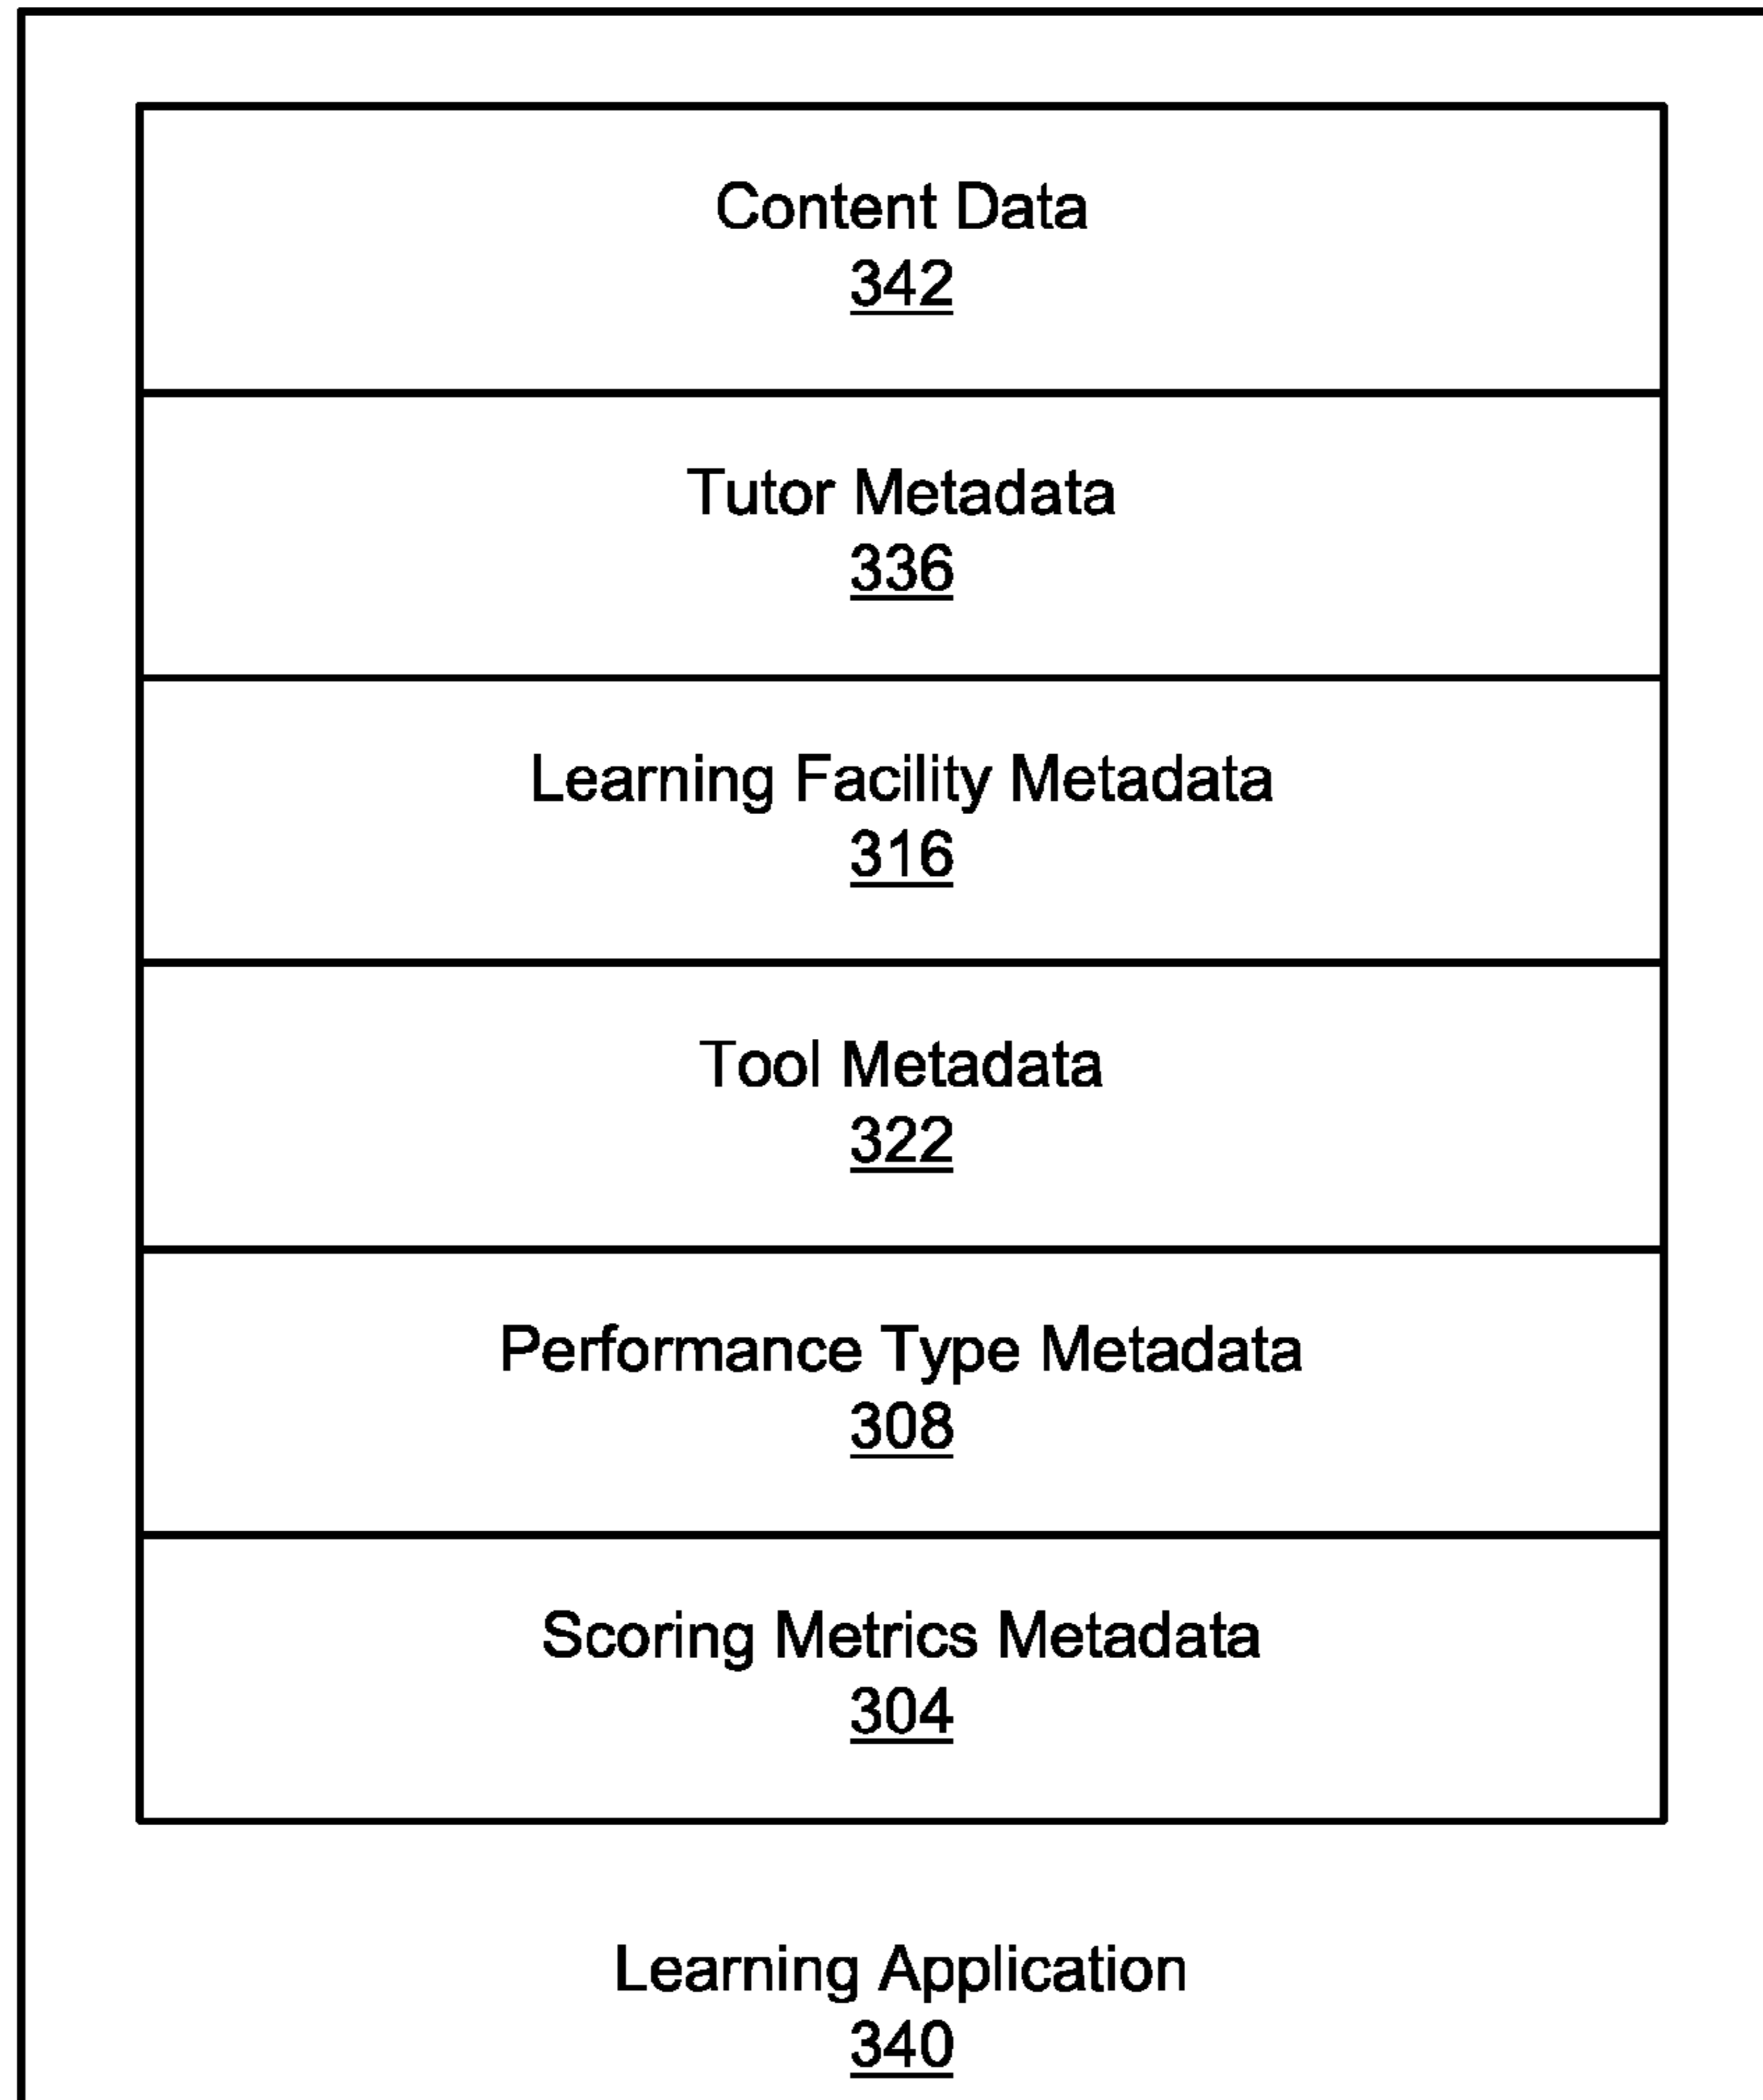 Content Data
342
Tutor Metadata
336
Learning Facility Metadata
316
Tool Metadata
322
Performance Type Metadata
308
Scoring Metrics Metadata
304
Learning Application
340